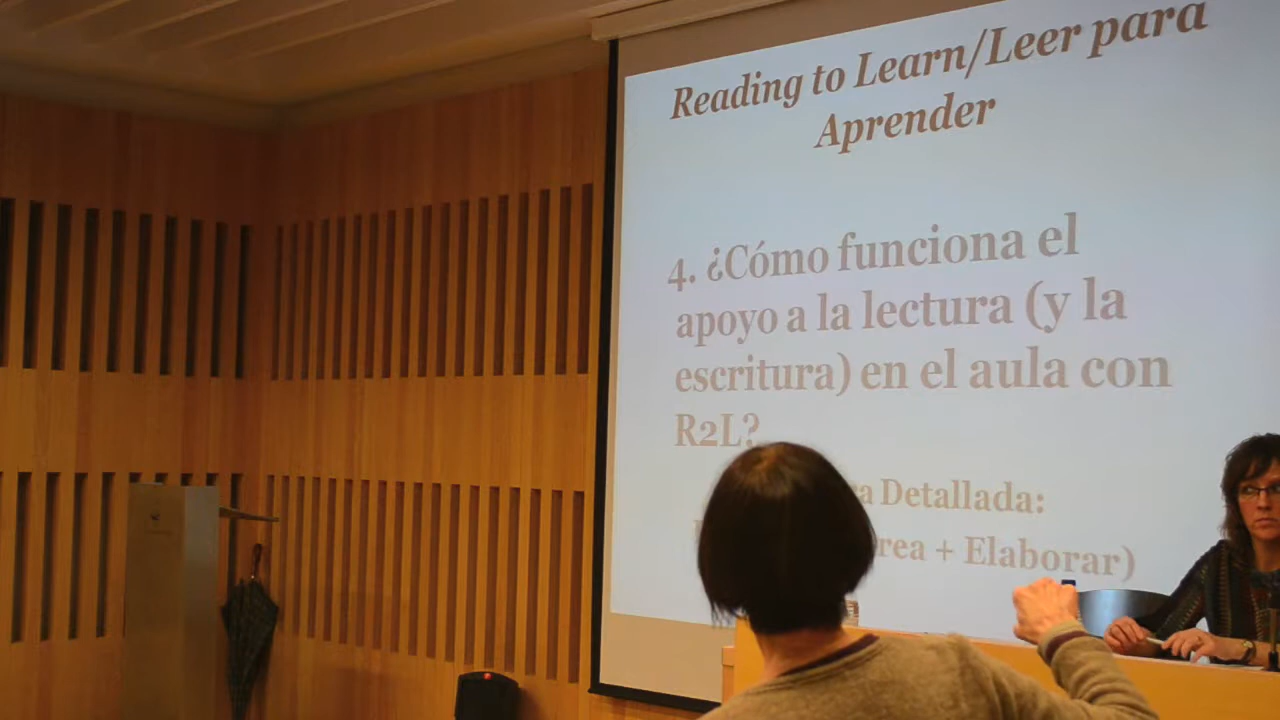 Reading to Learn/Leer para
Aprender
4. ¿Cómo funciona el
apoyo a la lectura (y la
escritura) en el aula con
R2L?
Detallada:
+ Elaborar)